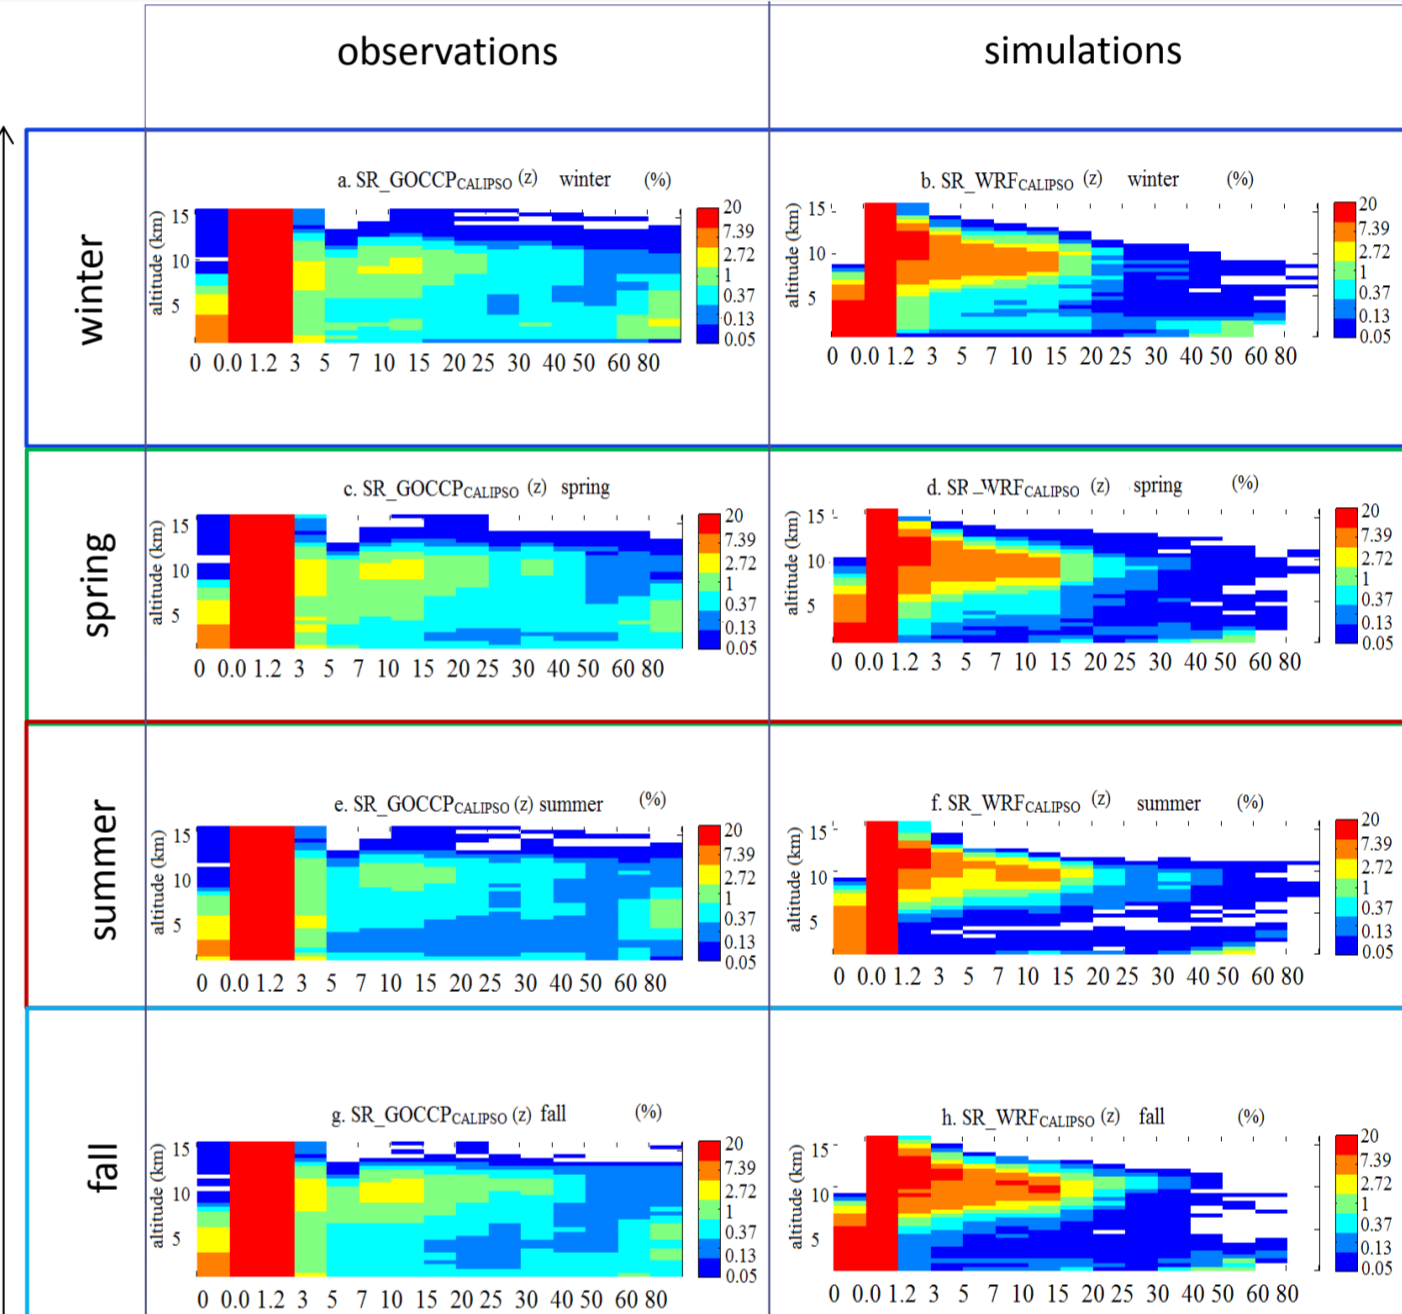 observations simulations
winter
a. SR_GOCCPCALIPSO (z) winter (%)
altitude (km)
15
10
5
0 0.0 1.2 3 5 7 10 15 20 25 30 40 50 60 80
20
7.39
2.72
1
0.37
0.13
0.05
b. SR_WRFCALIPSO (z) winter (%)
altitude (km)
15
10
5
0 0.0 1.2 3 5 7 10 15 20 25 30 40 50 60 80
20
7.39
2.72
1
0.37
0.13
0.05
spring
c. SR_GOCCPCALIPSO (z) spring
altitude (km)
15
10
5
0 0.0 1.2 3 5 7 10 15 20 25 30 40 50 60 80
20
7.39
2.72
1
0.37
0.13
0.05
d. SR_WRFCALIPSO (z) spring (%)
altitude (km)
15
10
5
0 0.0 1.2 3 5 7 10 15 20 25 30 40 50 60 80
20
7.39
2.72
1
0.37
0.13
0.05
summer
e. SR_GOCCPCALIPSO (z) summer (%)
altitude (km)
15
10
5
0 0.0 1.2 3 5 7 10 15 20 25 30 40 50 60 80
20
7.39
2.72
1
0.37
0.13
0.05
f. SR_WRFCALIPSO (z) summer (%)
altitude (km)
15
10
5
0 0.0 1.2 3 5 7 10 15 20 25 30 40 50 60 80
20
7.39
2.72
1
0.37
0.13
0.05
fall
g. SR_GOCCPCALIPSO (z) fall (%)
altitude (km)
15
10
5
0 0.0 1.2 3 5 7 10 15 20 25 30 40 50 60 80
20
7.39
2.72
1
0.37
0.13
0.05
h. SR_WRFCALIPSO (z) fall (%)
altitude (km)
15
10
5
0 0.0 1.2 3 5 7 10 15 20 25 30 40 50 60 80
20
7.39
2.72
1
0.37
0.13
0.05